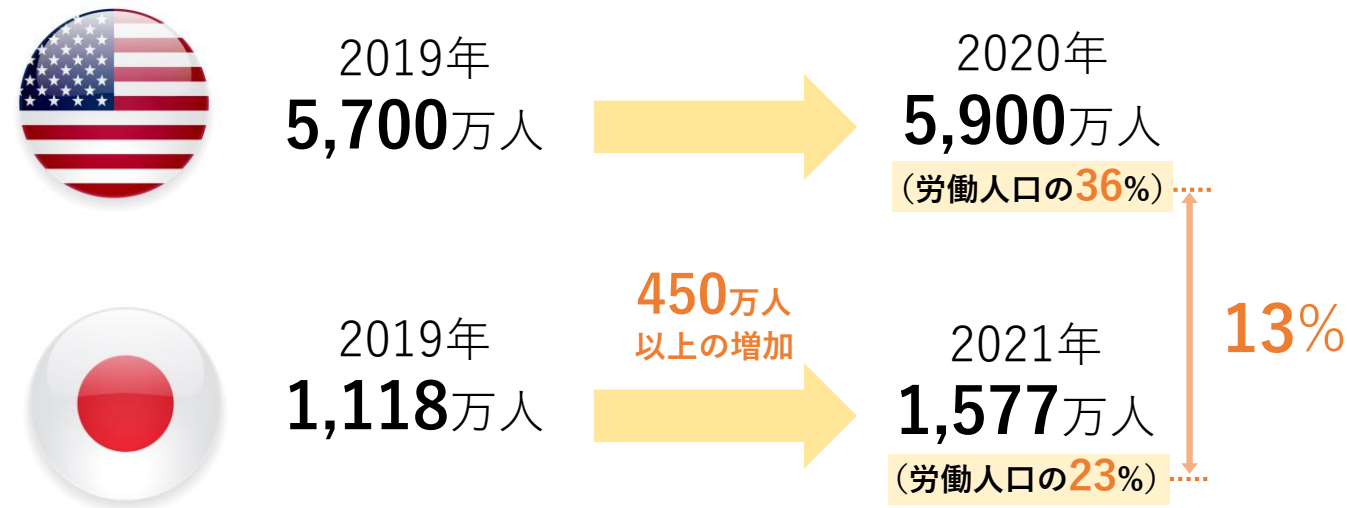 2019年
5,700万人
2020年
5,900万人
（労働人口の36%）
2019年
1,118万人
450万人
以上の増加
2021年
1,577万人
（労働人口の23%）
13%